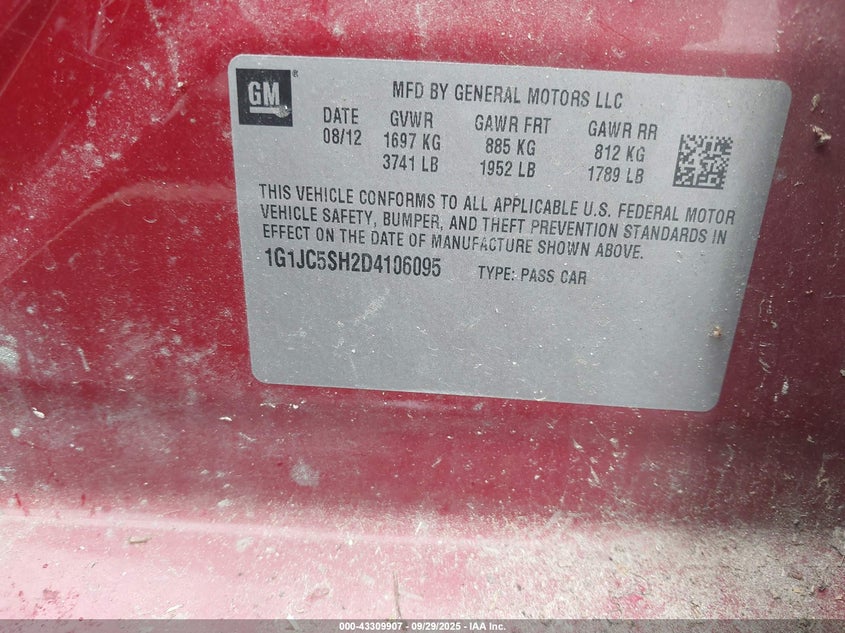 GM®
MFD BY GENERAL MOTORS LLC
DATE GVWR GAWR FRT GAWR RR
08/12 1697 KG 885 KG 812 KG
3741 LB 1952 LB 1789 LB
THIS VEHICLE CONFORMS TO ALL APPLICABLE U.S. FEDERAL MOTOR
VEHICLE SAFETY, BUMPER, AND THEFT PREVENTION STANDARDS IN
EFFECT ON THE DATE OF MANUFACTURE SHOWN ABOVE.
1G1JC5SH2D4106095 TYPE: PASS CAR
000-43309907 - 09/29/2025 - IAA Inc.